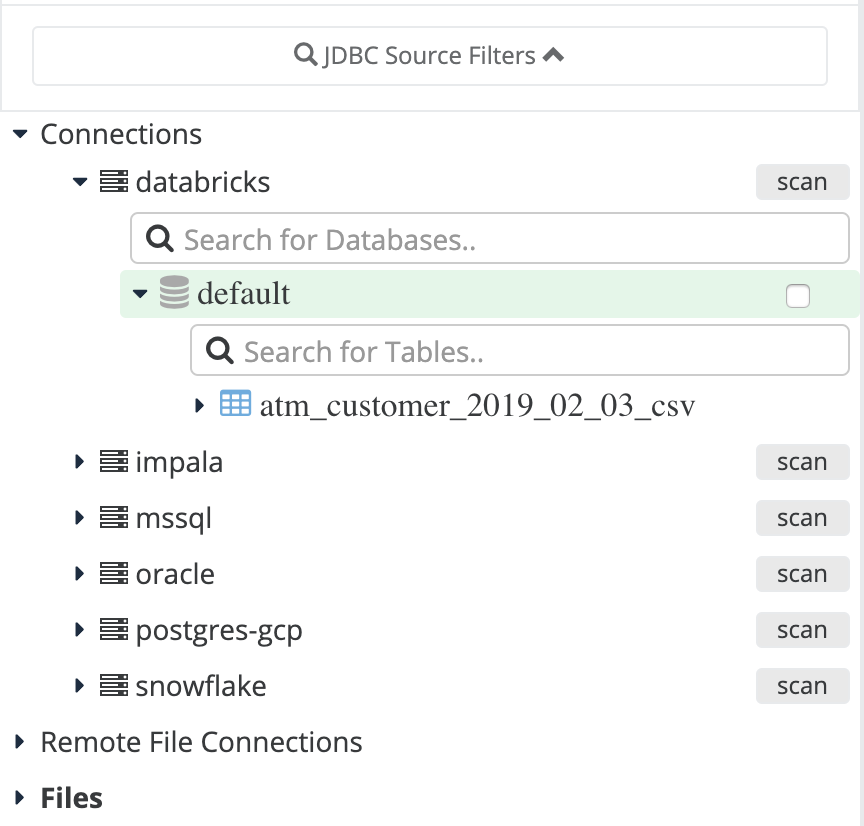 JDBC Source Filters
Connections
databricks scan
Search for Databases..
default
Search for Tables..
atm_customer_2019_02_03_csv
impala scan
mssql scan
oracle scan
postgres-gcp scan
snowflake scan
Remote File Connections
Files